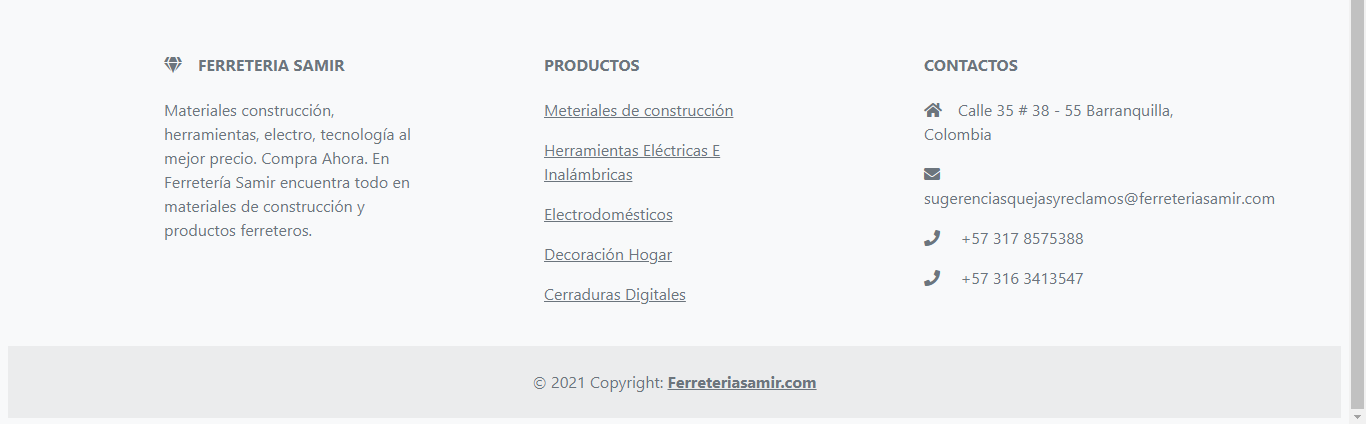 FERRETERIA SAMIR
Materiales construcción,
herramientas, electro, tecnología al
mejor precio. Compra Ahora. En
Ferretería Samir encuentra todo en
materiales de construcción y
productos ferreteros.
PRODUCTOS
Meteriales de construcción
Herramientas Eléctricas E
Inalámbricas
Electrodomésticos
Decoración Hogar
Cerraduras Digitales
CONTACTOS
Calle 35 # 38 - 55 Barranquilla,
Colombia
sugerenciasquejasyreclamos@ferreteriasamir.com
+57 317 8575388
+57 316 3413547
© 2021 Copyright: Ferreteriasamir.com